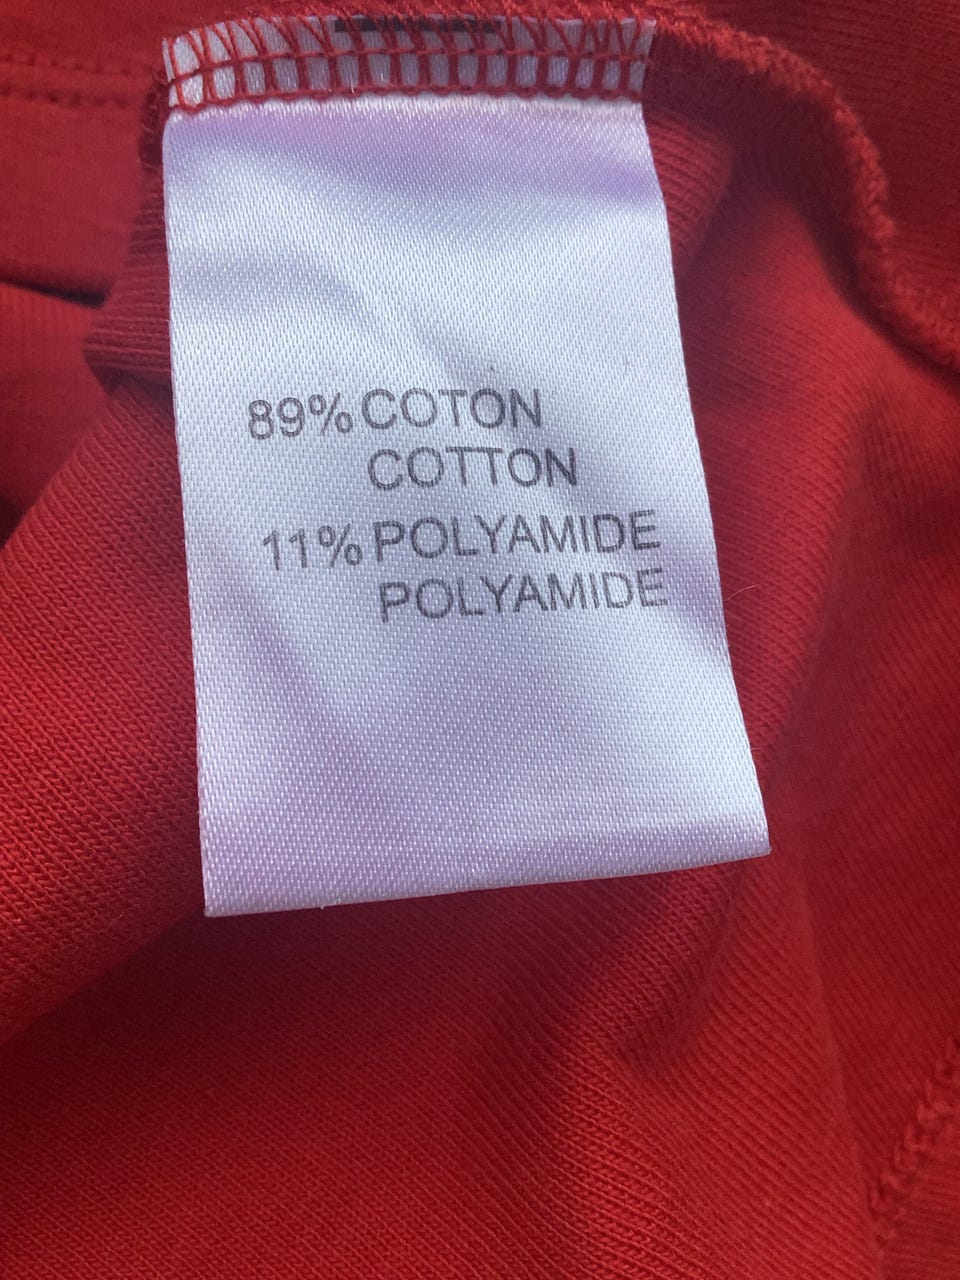 89% COTON
COTTON
11% POLYAMIDE
POLYAMIDE